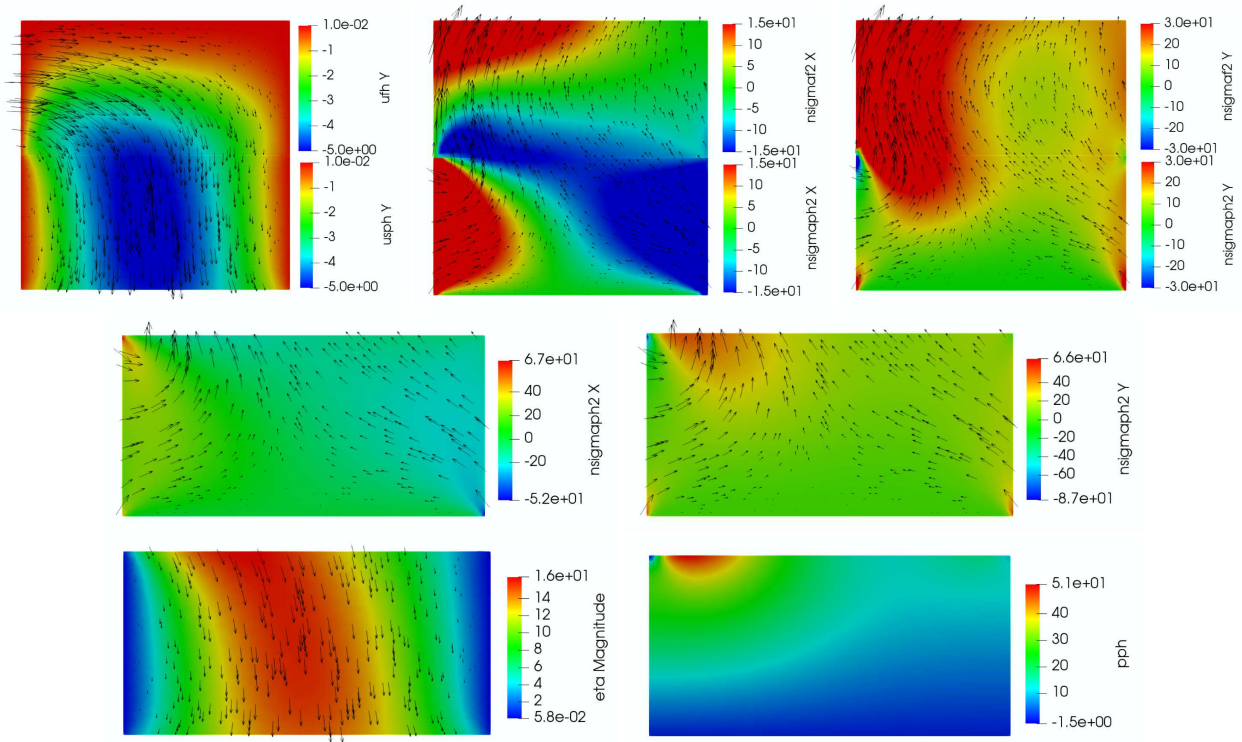 1.0e-02
-1
-2
-3
-4
-5.0e+00
ufh Y
1.0e-02
-1
-2
-3
-4
-5.0e+00
usph Y
1.5e+01
10
5
0
-5
-10
-1.5e+01
nsigmaf2 X
15e+01
10
5
0
-5
-10
-1.5e+01
nsigmaph2 X
3.0e+01
20
10
0
-10
-20
-3.0e+01
nsigmaf2 Y
3.0e+01
20
10
0
-10
-20
-3.0e+01
nsigmaph2 Y
6.7e+01
40
20
0
-20
-5.2e+01
nsigmaph2 X
6.6e+01
40
20
0
-20
-40
-60
-8.7e+01
nsigmaph2 Y
1.6e+01
14
12
10
8
6
4
2
5.8e-02
eta Magnitude
5.1e+01
40
30
20
10
-1.5e+00
pph